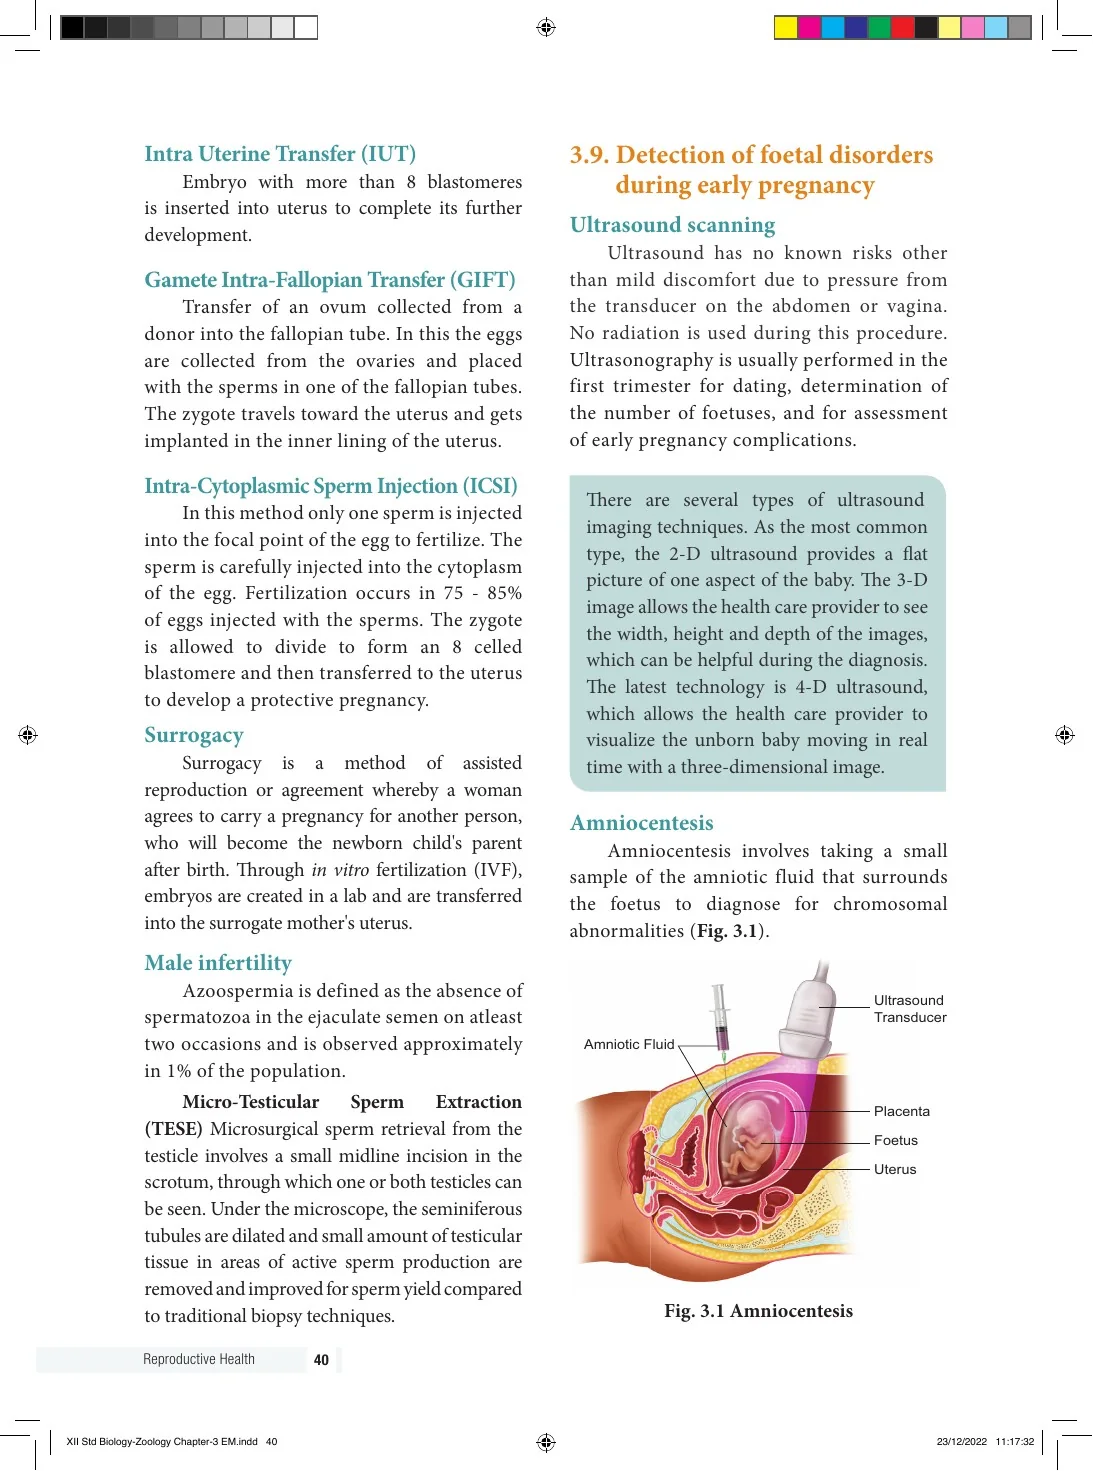 Intra Uterine Transfer (IUT)
Embryo with more than 8 blastomeres
is inserted into uterus to complete its further
development.
Gamete Intra-Fallopian Transfer (GIFT)
Transfer of an ovum collected from a
donor into the fallopian tube. In this the eggs
are collected from the ovaries and placed
with the sperms in one of the fallopian tubes.
The zygote travels toward the uterus and gets
implanted in the inner lining of the uterus.
Intra-Cytoplasmic Sperm Injection (ICSI)
In this method only one sperm is injected
into the focal point of the egg to fertilize. The
sperm is carefully injected into the cytoplasm
of the egg. Fertilization occurs in 75 - 85%
of eggs injected with the sperms. The zygote
is allowed to divide to form an 8 celled
blastomere and then transferred to the uterus
to develop a protective pregnancy.
Surrogacy
Surrogacy is a method of assisted
reproduction or agreement whereby a woman
agrees to carry a pregnancy for another person,
who will become the newborn child's parent
after birth. Through in vitro fertilization (IVF),
embryos are created in a lab and are transferred
into the surrogate mother's uterus.
Male infertility
Azoospermia is defined as the absence of
spermatozoa in the ejaculate semen on atleast
two occasions and is observed approximately
in 1% of the population.
Micro-Testicular Sperm Extraction
(TESE) Microsurgical sperm retrieval from the
testicle involves a small midline incision in the
scrotum, through which one or both testicles can
be seen. Under the microscope, the seminiferous
tubules are dilated and small amount of testicular
tissue in areas of active sperm production are
removed and improved for sperm yield compared
to traditional biopsy techniques.
3.9. Detection of foetal disorders
during early pregnancy
Ultrasound scanning
Ultrasound has no known risks other
than mild discomfort due to pressure from
the transducer on the abdomen or vagina.
No radiation is used during this procedure.
Ultrasonography is usually performed in the
first trimester for dating, determination of
the number of foetuses, and for assessment
of early pregnancy complications.
There are several types of ultrasound
imaging techniques. As the most common
type, the 2-D ultrasound provides a flat
picture of one aspect of the baby. The 3-D
image allows the health care provider to see
the width, height and depth of the images,
which can be helpful during the diagnosis.
The latest technology is 4-D ultrasound,
which allows the health care provider to
visualize the unborn baby moving in real
time with a three-dimensional image.
Amniocentesis
Amniocentesis involves taking a small
sample of the amniotic fluid that surrounds
the foetus to diagnose for chromosomal
abnormalities (Fig. 3.1).
Ultrasound
Transducer
Amniotic Fluid
Placenta
Foetus
Uterus
Fig. 3.1 Amniocentesis
Reproductive Health 40
XII Std Biology-Zoology Chapter-3 EM.indd 40
23/12/2022 11:17:32